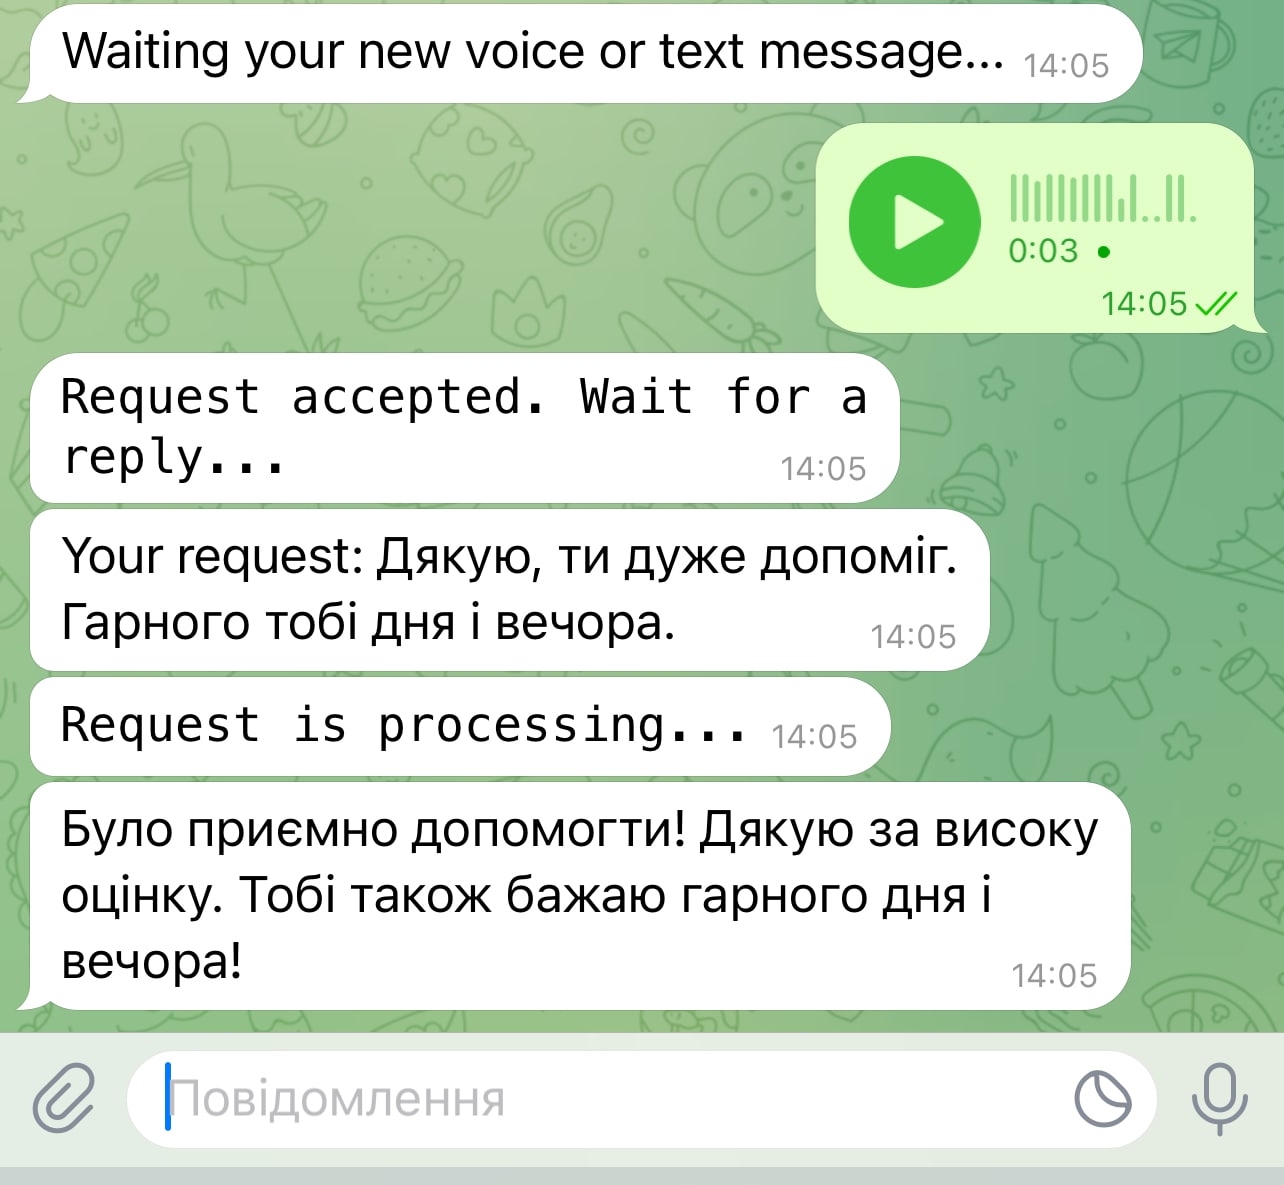 Waiting your new voice or text message... 14:05
0:03
14:05
Request accepted. Wait for a
reply... 14:05
Your request: Дякую, ти дуже допоміг.
Гарного тобі дня і вечора. 14:05
Request is processing... 14:05
Було приємно допомогти! Дякую за високу
оцінку. Тобі також бажаю гарного дня і
вечора! 14:05
Повідомлення